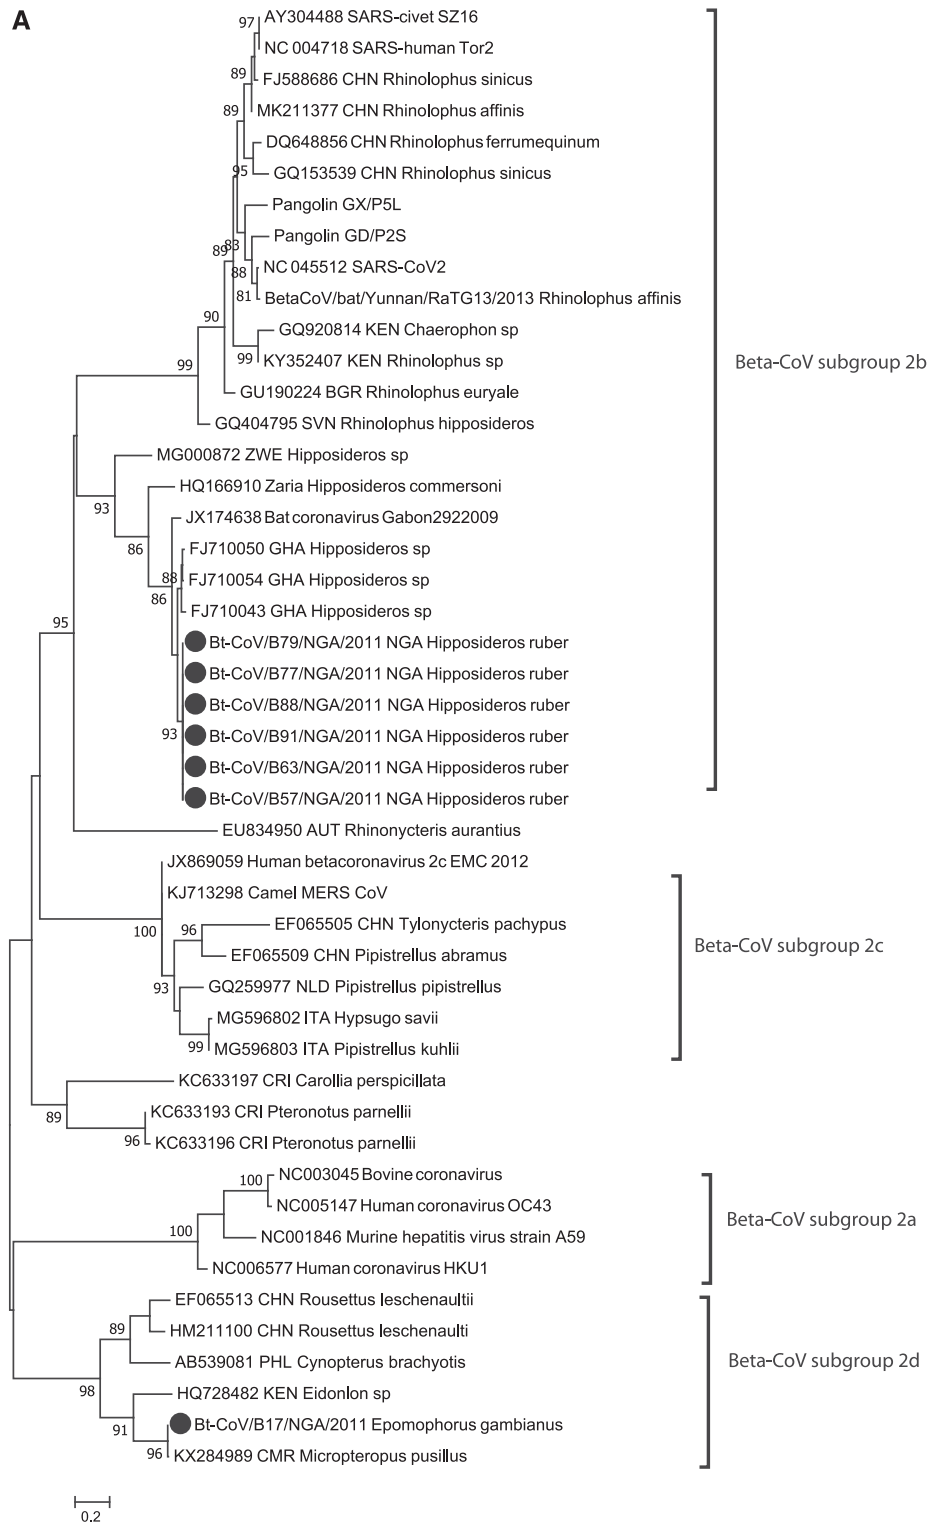 A
97
AY304488 SARS-civet SZ16
NC 004718 SARS-human Tor2
89
FJ588686 CHN Rhinolophus sinicus
89
MK211377 CHN Rhinolophus affinis
DQ648856 CHN Rhinolophus ferrumequinum
95
GQ153539 CHN Rhinolophus sinicus
Pangolin GX/P5L
Pangolin GD/P2S
89
83
NC 045512 SARS-CoV2
88
81
BetaCoV/bat/Yunnan/RaTG13/2013 Rhinolophus affinis
90
GQ920814 KEN Chaerophon sp
99
99
KY352407 KEN Rhinolophus sp
Beta-CoV subgroup 2b
GU190224 BGR Rhinolophus euryale
GQ404795 SVN Rhinolophus hipposideros
MG000872 ZWE Hipposideros sp
HQ166910 Zaria Hipposideros commersoni
93
JX174638 Bat coronavirus Gabon2922009
86
FJ710050 GHA Hipposideros sp
88
FJ710054 GHA Hipposideros sp
86
FJ710043 GHA Hipposideros sp
95
Bt-CoV/B79/NGA/2011 NGA Hipposideros ruber
Bt-CoV/B77/NGA/2011 NGA Hipposideros ruber
Bt-CoV/B88/NGA/2011 NGA Hipposideros ruber
93
Bt-CoV/B91/NGA/2011 NGA Hipposideros ruber
Bt-CoV/B63/NGA/2011 NGA Hipposideros ruber
Bt-CoV/B57/NGA/2011 NGA Hipposideros ruber
EU834950 AUT Rhinonycteris aurantius
JX869059 Human betacoronavirus 2c EMC 2012
KJ713298 Camel MERS CoV
100
96
EF065505 CHN Tylonycteris pachypus
Beta-CoV subgroup 2c
EF065509 CHN Pipistrellus abramus
93
GQ259977 NLD Pipistrellus pipistrellus
MG596802 ITA Hypsugo savii
99
MG596803 ITA Pipistrellus kuhlii
KC633197 CRI Carollia perspicillata
89
KC633193 CRI Pteronotus parnellii
96
KC633196 CRI Pteronotus parnellii
100
NC003045 Bovine coronavirus
NC005147 Human coronavirus OC43
Beta-CoV subgroup 2a
100
NC001846 Murine hepatitis virus strain A59
NC006577 Human coronavirus HKU1
EF065513 CHN Rousettus leschenaultii
89
HM211100 CHN Rousettus leschenaulti
AB539081 PHL Cynopterus brachyotis
Beta-CoV subgroup 2d
98
HQ728482 KEN Eidonlon sp
91
Bt-CoV/B17/NGA/2011 Epomophorus gambianus
96
KX284989 CMR Micropteropus pusillus
0.2